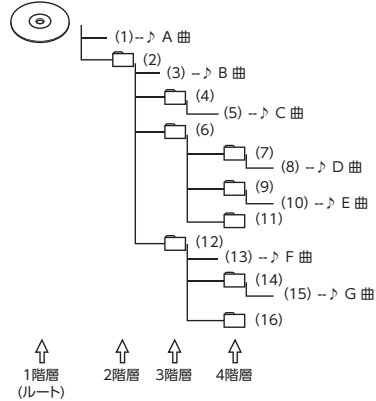 (1)--♪ A 曲
(2)
(3) --♪ B 曲
(4)
(5) --♪ C 曲
(6)
(7)
(8) --♪ D 曲
(9)
(10) --♪ E 曲
(11)
(12)
(13) --♪ F 曲
(14)
(15) --♪ G 曲
(16)
1階層 2階層 3階層 4階層
(ルート)